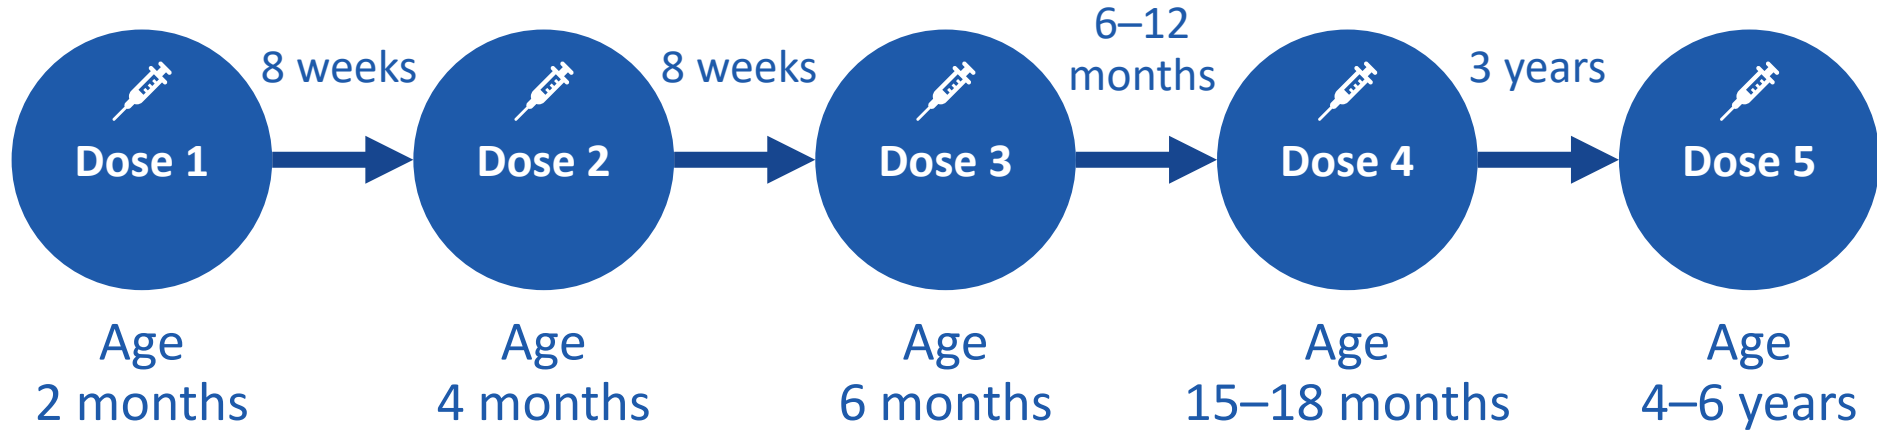 8 weeks
8 weeks
6–12
months
3 years
Dose 1
Dose 2
Dose 3
Dose 4
Dose 5
Age
2 months
Age
4 months
Age
6 months
Age
15–18 months
Age
4–6 years